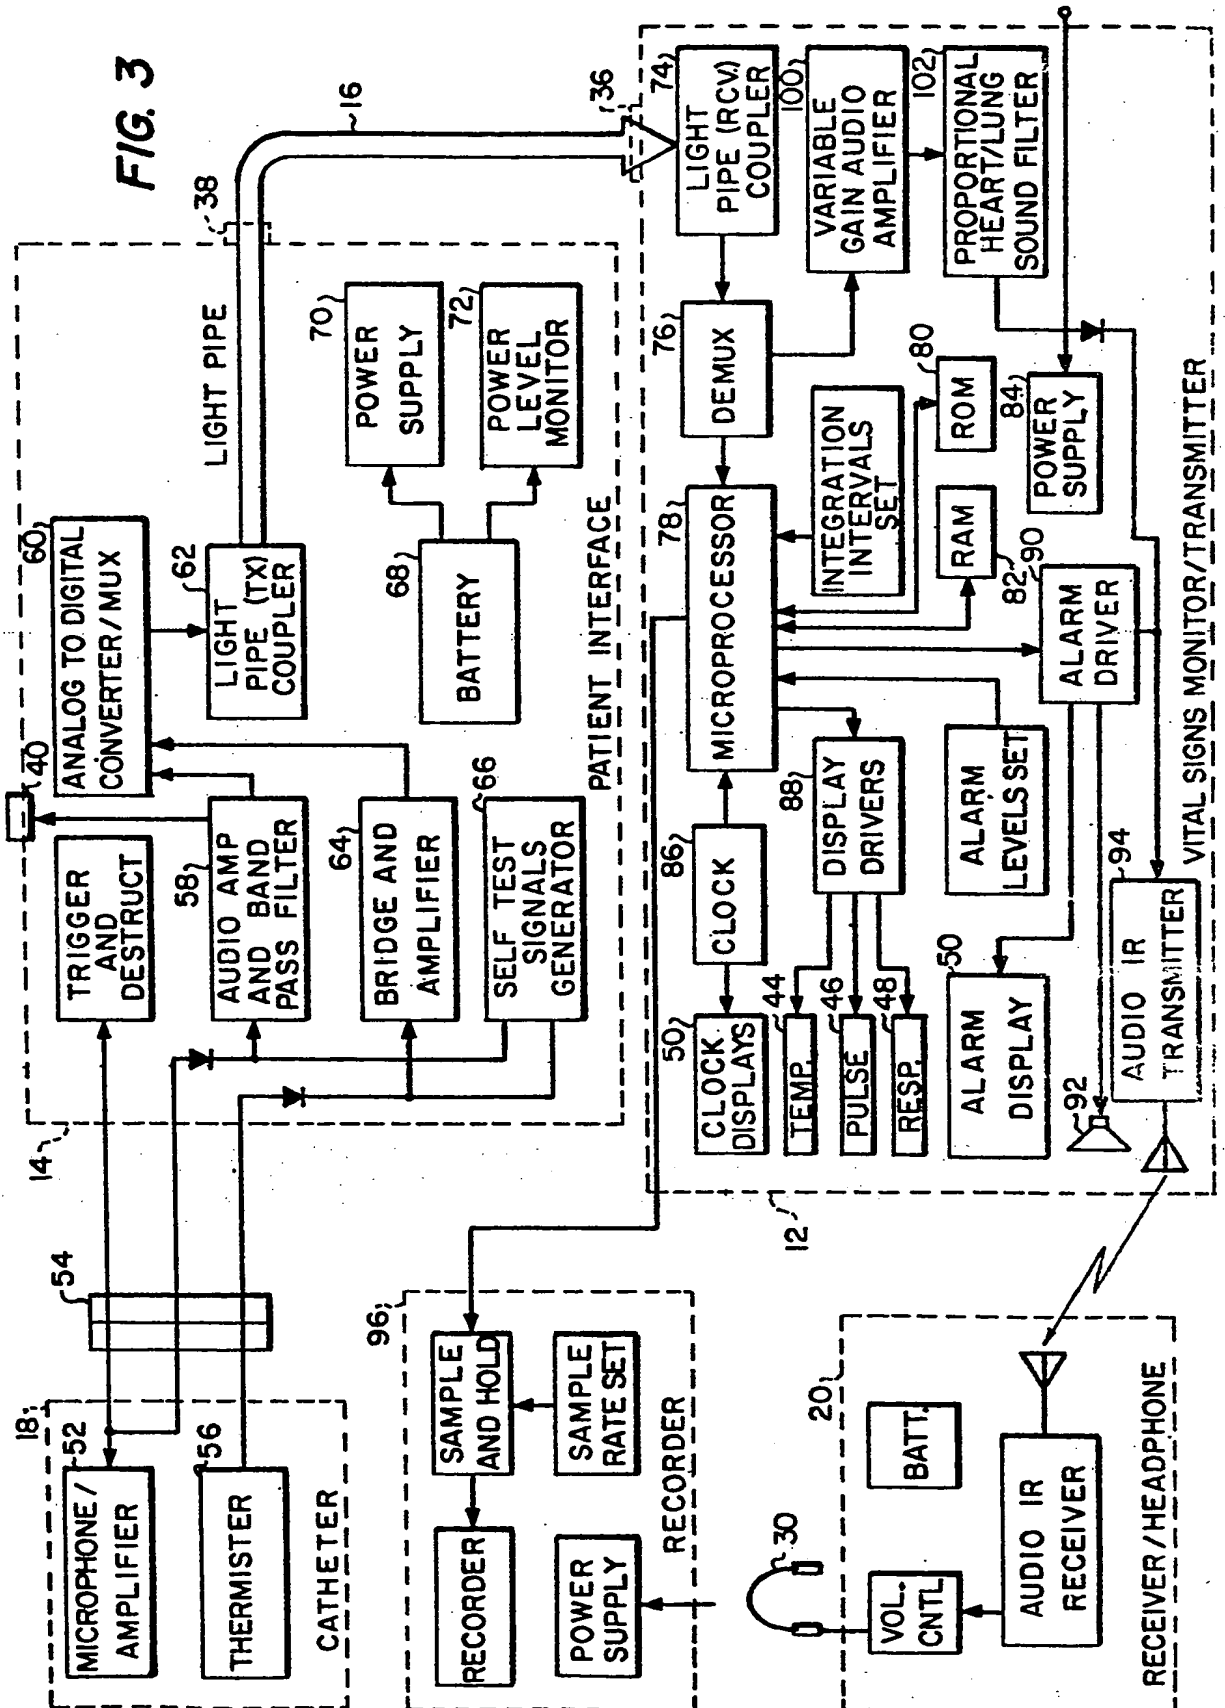 FIG. 3
18
52
MICROPHONE/
AMPLIFIER
56
THERMISTER
CATHETER
54
14
TRIGGER
AND
DESTRUCT
40
58
AUDIO AMP
AND BAND
PASS FILTER
64
BRIDGE AND
AMPLIFIER
66
SELF TEST
SIGNALS
GENERATOR
60
ANALOG TO DIGITAL
CONVERTER/MUX
62
LIGHT
PIPE (TX)
COUPLER
68
BATTERY
70
POWER
SUPPLY
72
POWER
LEVEL
MONITOR
PATIENT INTERFACE
LIGHT PIPE
38
16
36
96
SAMPLE
AND HOLD
SAMPLE
RATE SET
RECORDER
POWER
SUPPLY
RECORDER
30
20
VOL.
CNTL.
BATT.
AUDIO IR
RECEIVER
RECEIVER/HEADPHONE
12
74
LIGHT
PIPE (RCV.)
COUPLER
76
DEMUX
78
MICROPROCESSOR
86
CLOCK
50
CLOCK
DISPLAYS
100
VARIABLE
GAIN AUDIO
AMPLIFIER
102
PROPORTIONAL
HEART/LUNG
SOUND FILTER
INTEGRATION
INTERVALS
SET
80
ROM
82
RAM
84
POWER
SUPPLY
88
DISPLAY
DRIVERS
44
TEMP.
46
PULSE
48
RESP.
90
ALARM
DRIVER
ALARM
LEVELS SET
50
ALARM
DISPLAY
92
94
AUDIO IR
TRANSMITTER
VITAL SIGNS MONITOR/TRANSMITTER